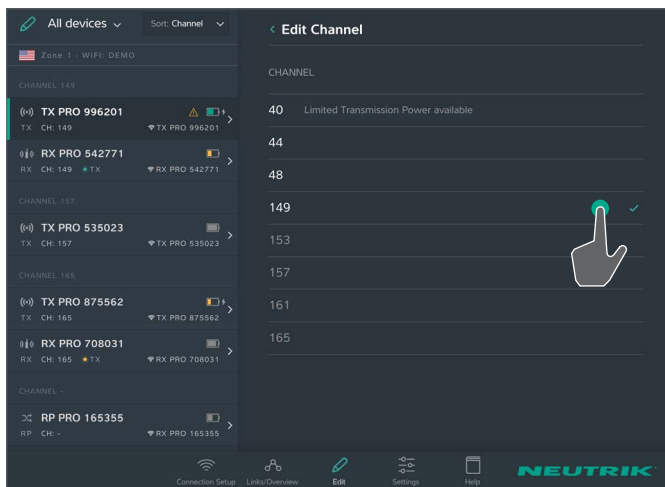 All devices
Sort: Channel
Zone 1 - WIFI: DEMO
CHANNEL 149
TX PRO 996201
TX CH: 149 TX PRO 996201
RX PRO 542771
RX CH: 149 TX RX PRO 542771
CHANNEL 157
TX PRO 535023
TX CH: 157 TX PRO 535023
CHANNEL 165
TX PRO 875562
TX CH: 165 TX PRO 875562
RX PRO 708031
RX CH: 165 TX RX PRO 708031
CHANNEL -
RP PRO 165355
RP CH: - RX PRO 165355
< Edit Channel
CHANNEL
40 Limited Transmission Power available
44
48
149
153
157
161
165
Connection Setup
Links/Overview
Edit
Settings
Help
NEUTRIK